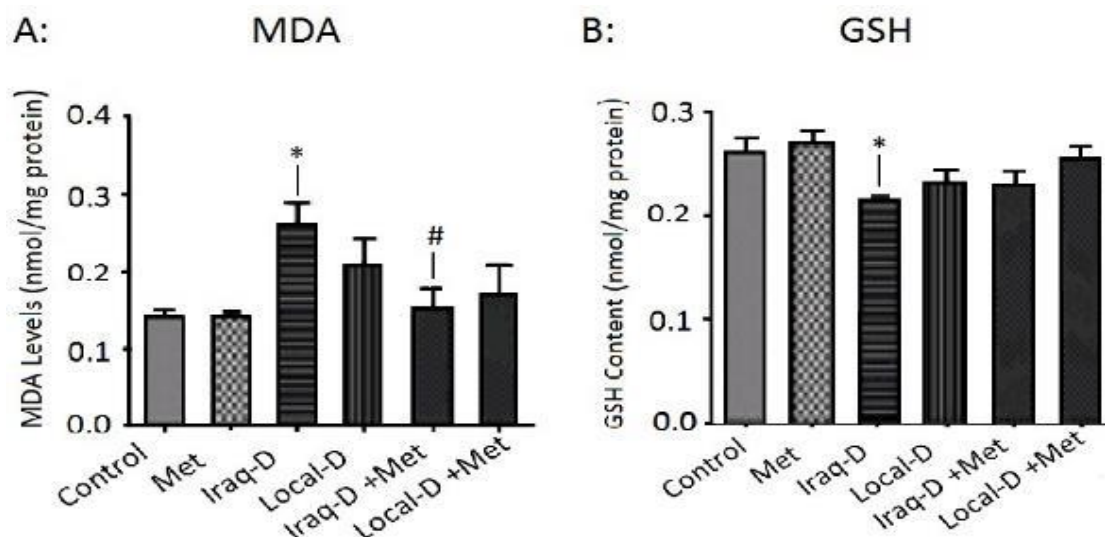 A: MDA
MDA Levels (nmol/mg protein)
0.4
0.3
0.2
0.1
0.0
*
#
Control
Met
Iraq-D
Local-D
Iraq-D +Met
Local-D +Met
B: GSH
GSH Content (nmol/mg protein)
0.3
0.2
0.1
0.0
*
Control
Met
Iraq-D
Local-D
Iraq-D +Met
Local-D +Met